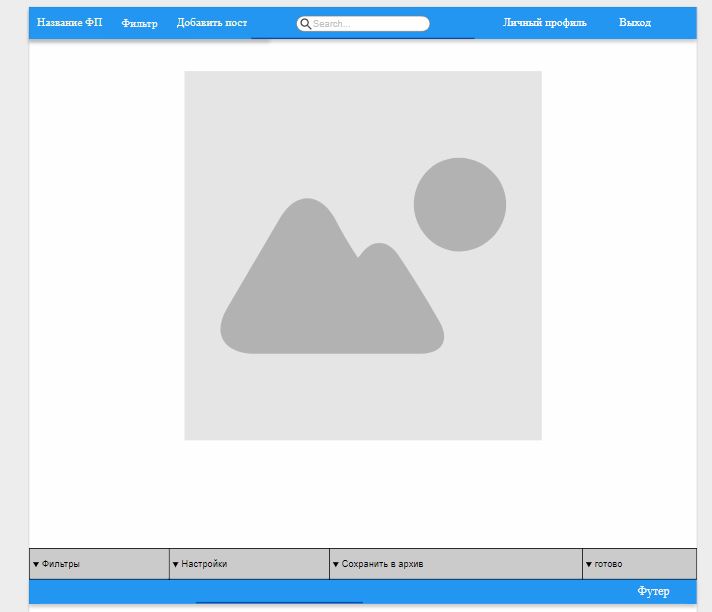 Название ФП Фильтр Добавить пост Search... Личный профиль Выход
▼ Фильтры ▼ Настройки ▼ Сохранить в архив ▼ готово
Футер